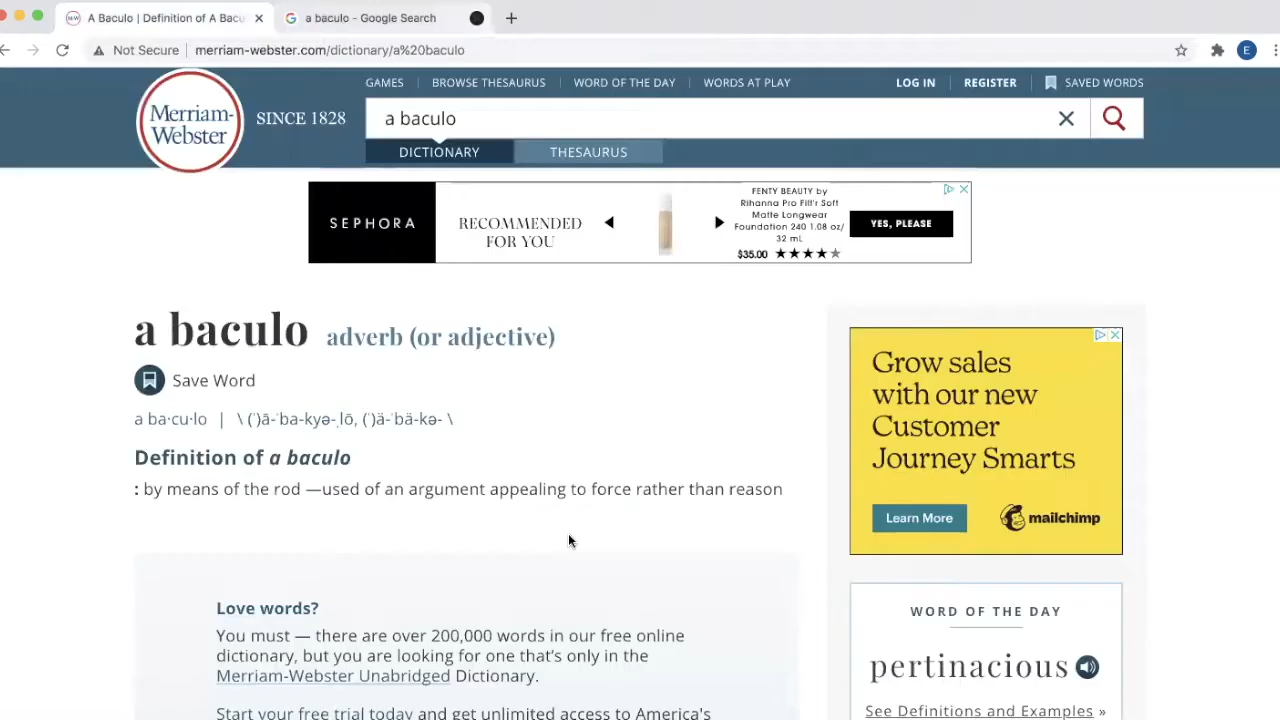 A Baculo | Definition of A Bacu
a baculo - Google Search
Not Secure | merriam-webster.com/dictionary/a%20baculo
E
GAMES
BROWSE THESAURUS
WORD OF THE DAY
WORDS AT PLAY
LOG IN
REGISTER
SAVED WORDS
Merriam-
Webster
SINCE 1828
a baculo
DICTIONARY
THESAURUS
SEPHORA
RECOMMENDED
FOR YOU
FENTY BEAUTY by
Rihanna Pro Filt'r Soft
Matte Longwear
Foundation 240 1.08 oz/
32 mL
$35.00
YES, PLEASE
a baculo adverb (or adjective)
Save Word
a ba·cu·lo | \ (ˈ)ā-ˈba-kyə-ˌlō, (ˈ)ä-ˈbä-kə- \
Definition of a baculo
: by means of the rod —used of an argument appealing to force rather than reason
Love words?
You must — there are over 200,000 words in our free online
dictionary, but you are looking for one that's only in the
Merriam-Webster Unabridged Dictionary.
Start your free trial today and get unlimited access to America's
Grow sales
with our new
Customer
Journey Smarts
Learn More
mailchimp
WORD OF THE DAY
pertinacious
See Definitions and Examples »